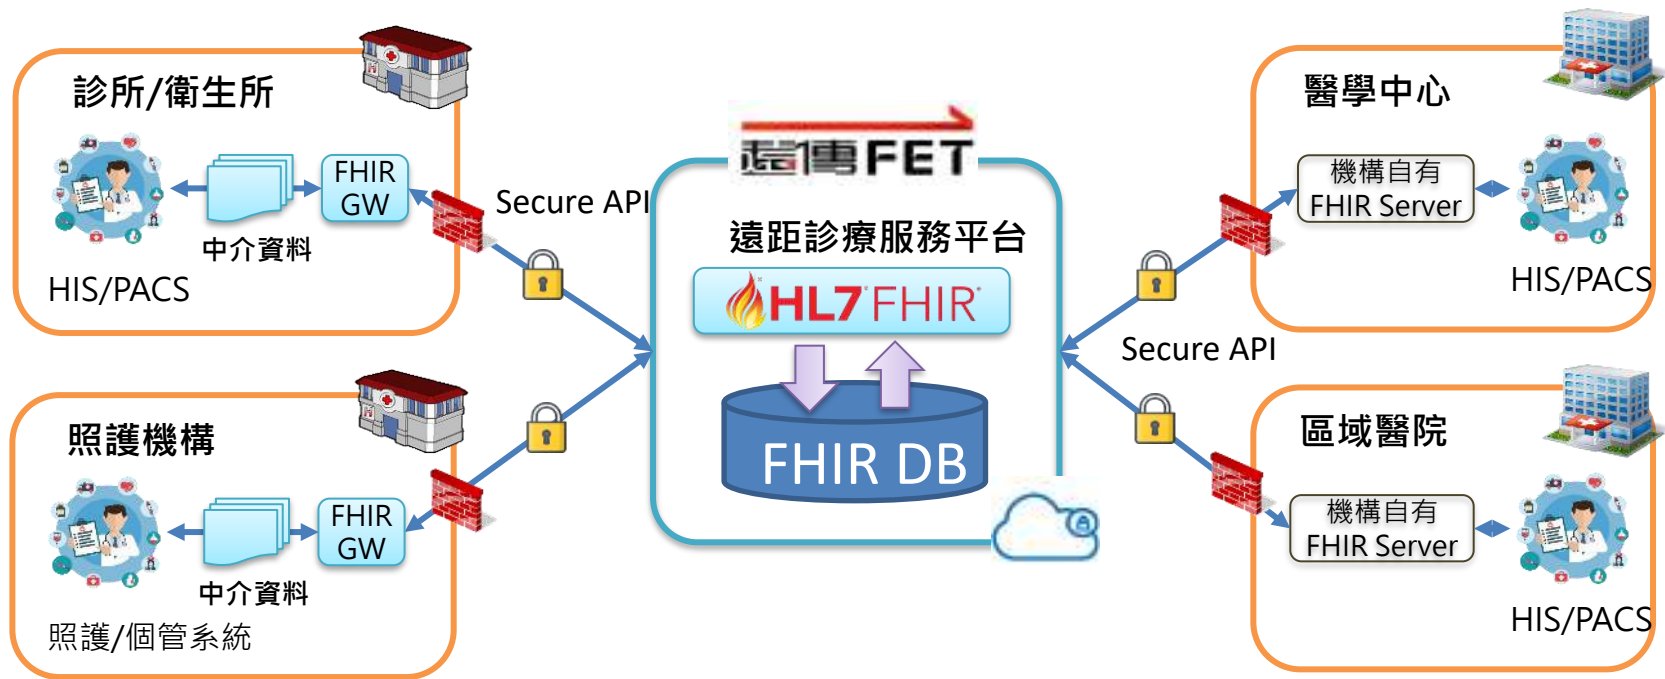 診所/衛生所
FHIR
GW
中介資料
HIS/PACS
Secure API
照護機構
FHIR
GW
中介資料
照護/個管系統
遠傳FET
遠距診療服務平台
HL7 FHIR
FHIR DB
醫學中心
機構自有
FHIR Server
HIS/PACS
Secure API
區域醫院
機構自有
FHIR Server
HIS/PACS